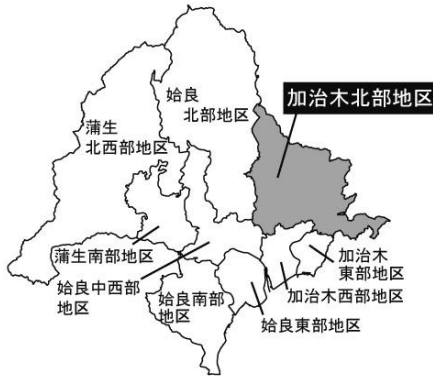 加治木北部地区
姶良
北部地区
蒲生
北西部地区
蒲生南部地区
姶良中西部
地区
姶良南部
地区
加治木
東部地区
加治木西部地区
姶良東部地区